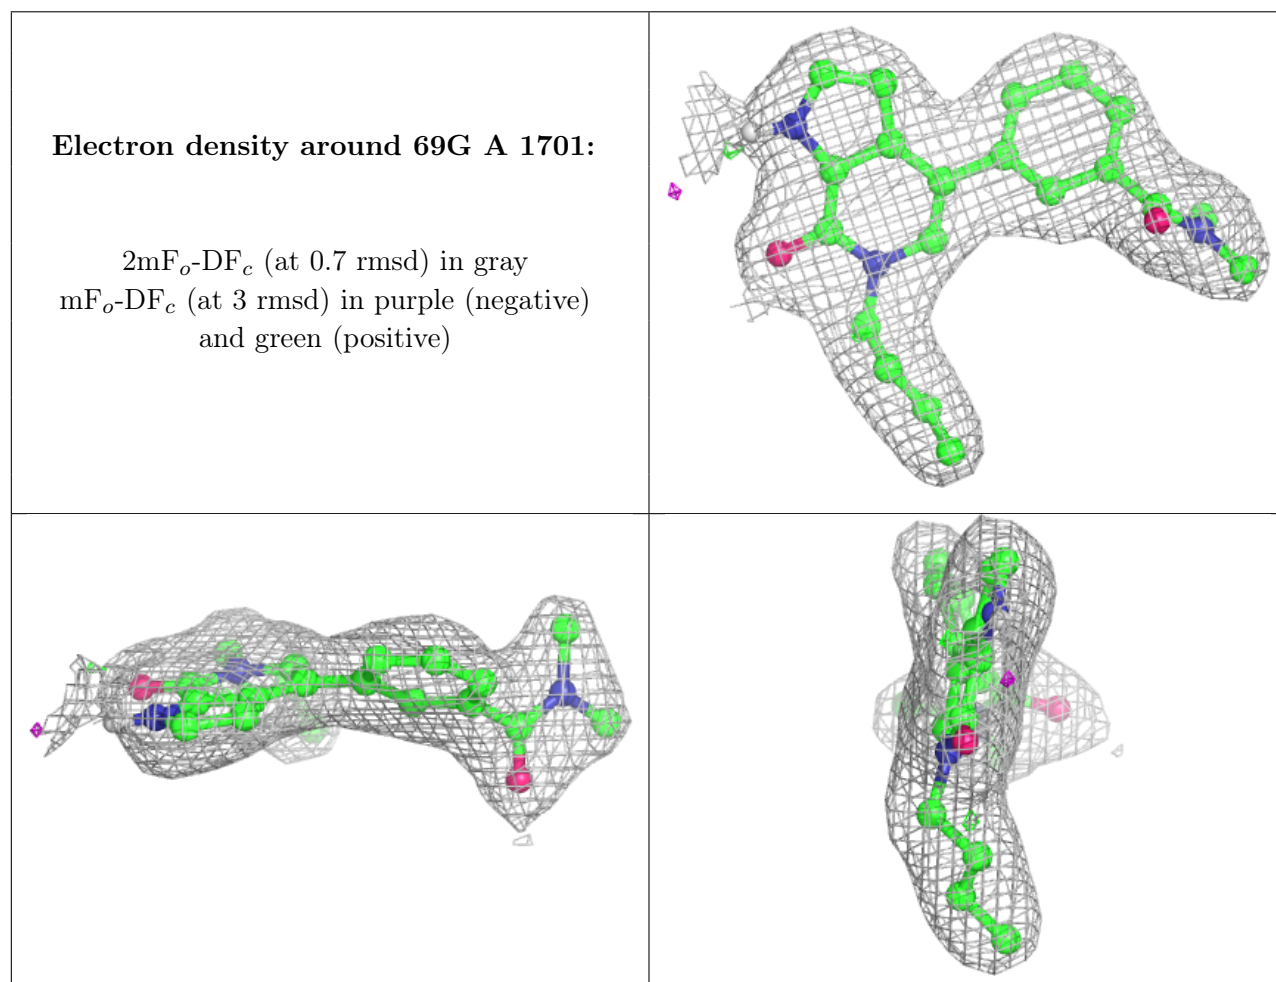 Electron density around 69G A 1701:
2mFo-DFc (at 0.7 rmsd) in gray
mFo-DFc (at 3 rmsd) in purple (negative)
and green (positive)